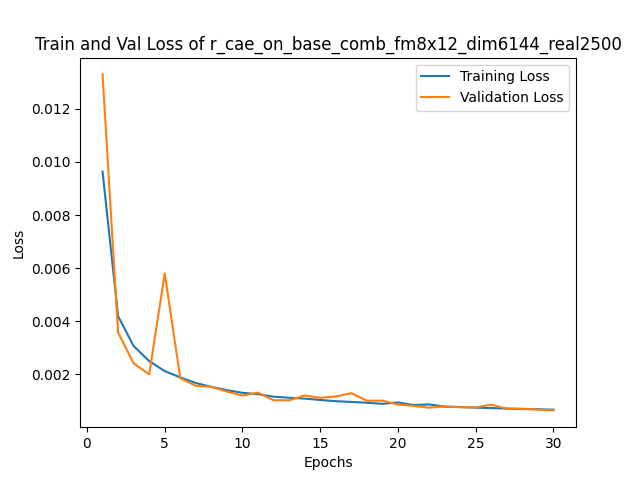 Train and Val Loss of r_cae_on_base_comb_fm8x12_dim6144_real2500
Training Loss
Validation Loss
0.012
0.010
0.008
0.006
0.004
0.002
Loss
0 5 10 15 20 25 30
Epochs